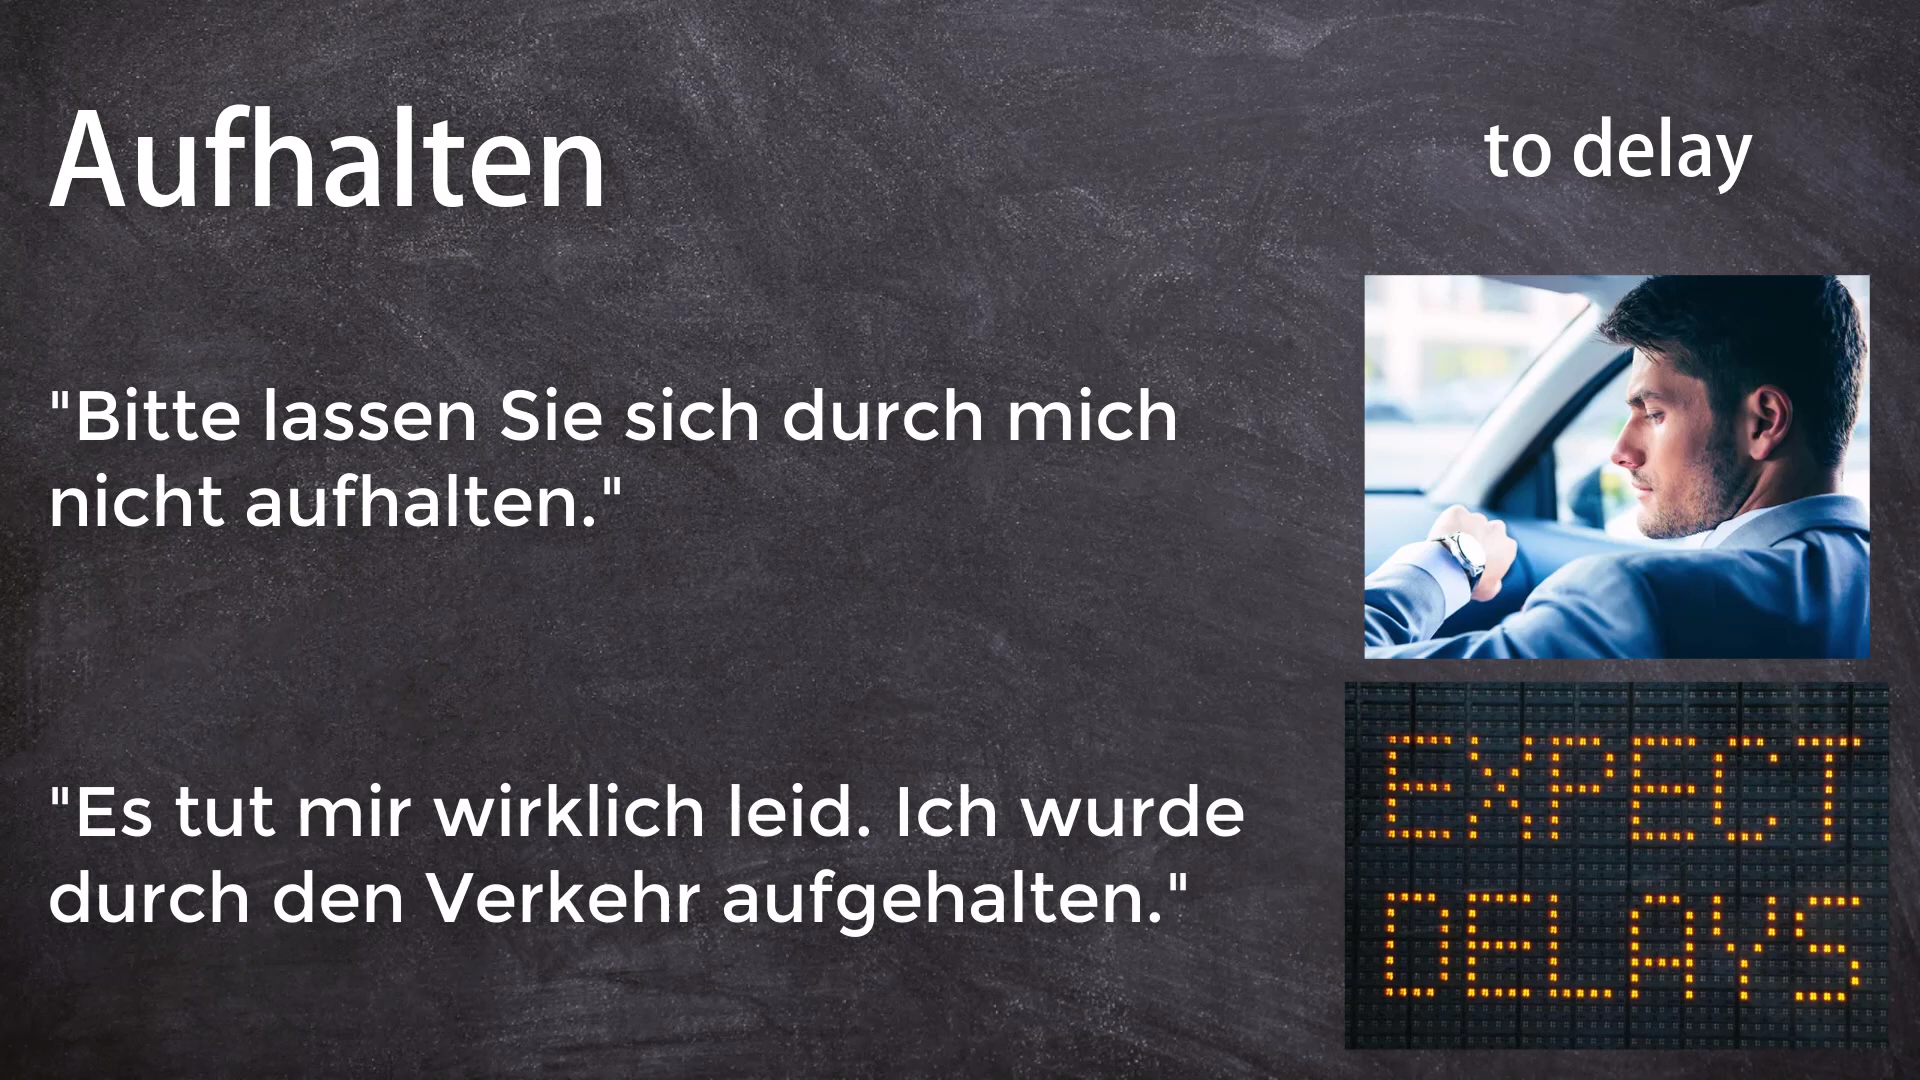 Aufhalten
to delay
"Bitte lassen Sie sich durch mich
nicht aufhalten."
"Es tut mir wirklich leid. Ich wurde
durch den Verkehr aufgehalten."
EXPECT
DELAYS